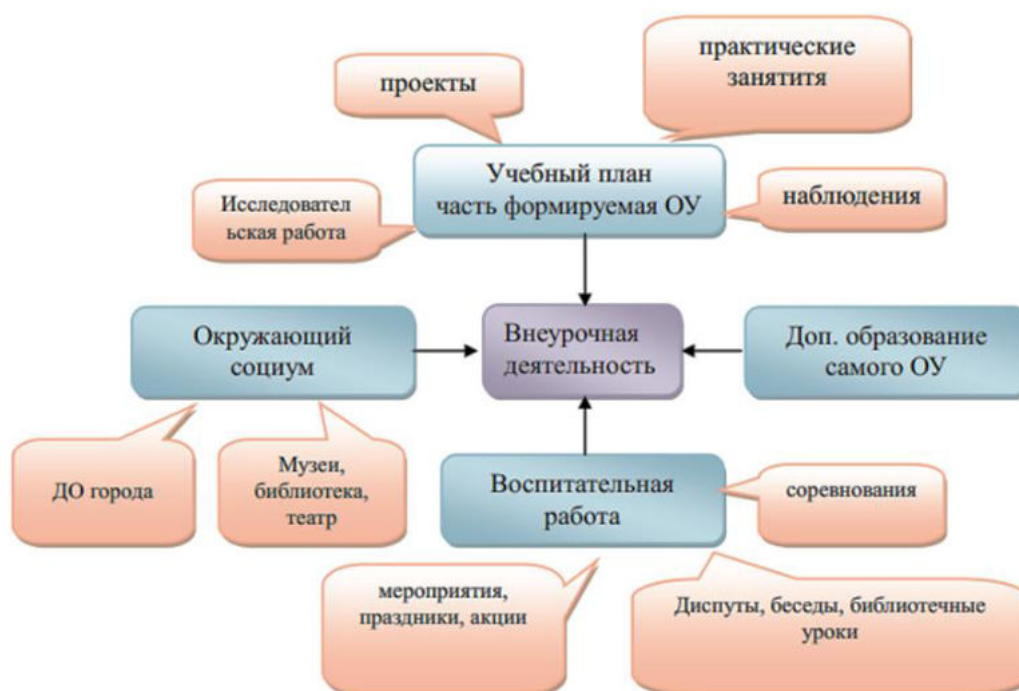 проекты
практические
занятитя
Учебный план
часть формируемая ОУ
Исследовател
ьская работа
наблюдения
Окружающий
социум
Внеурочная
деятельность
Доп. образование
самого ОУ
ДО города
Музеи,
библиотека,
театр
Воспитательная
работа
соревнования
мероприятия,
праздники, акции
Диспуты, беседы, библиотечные
уроки